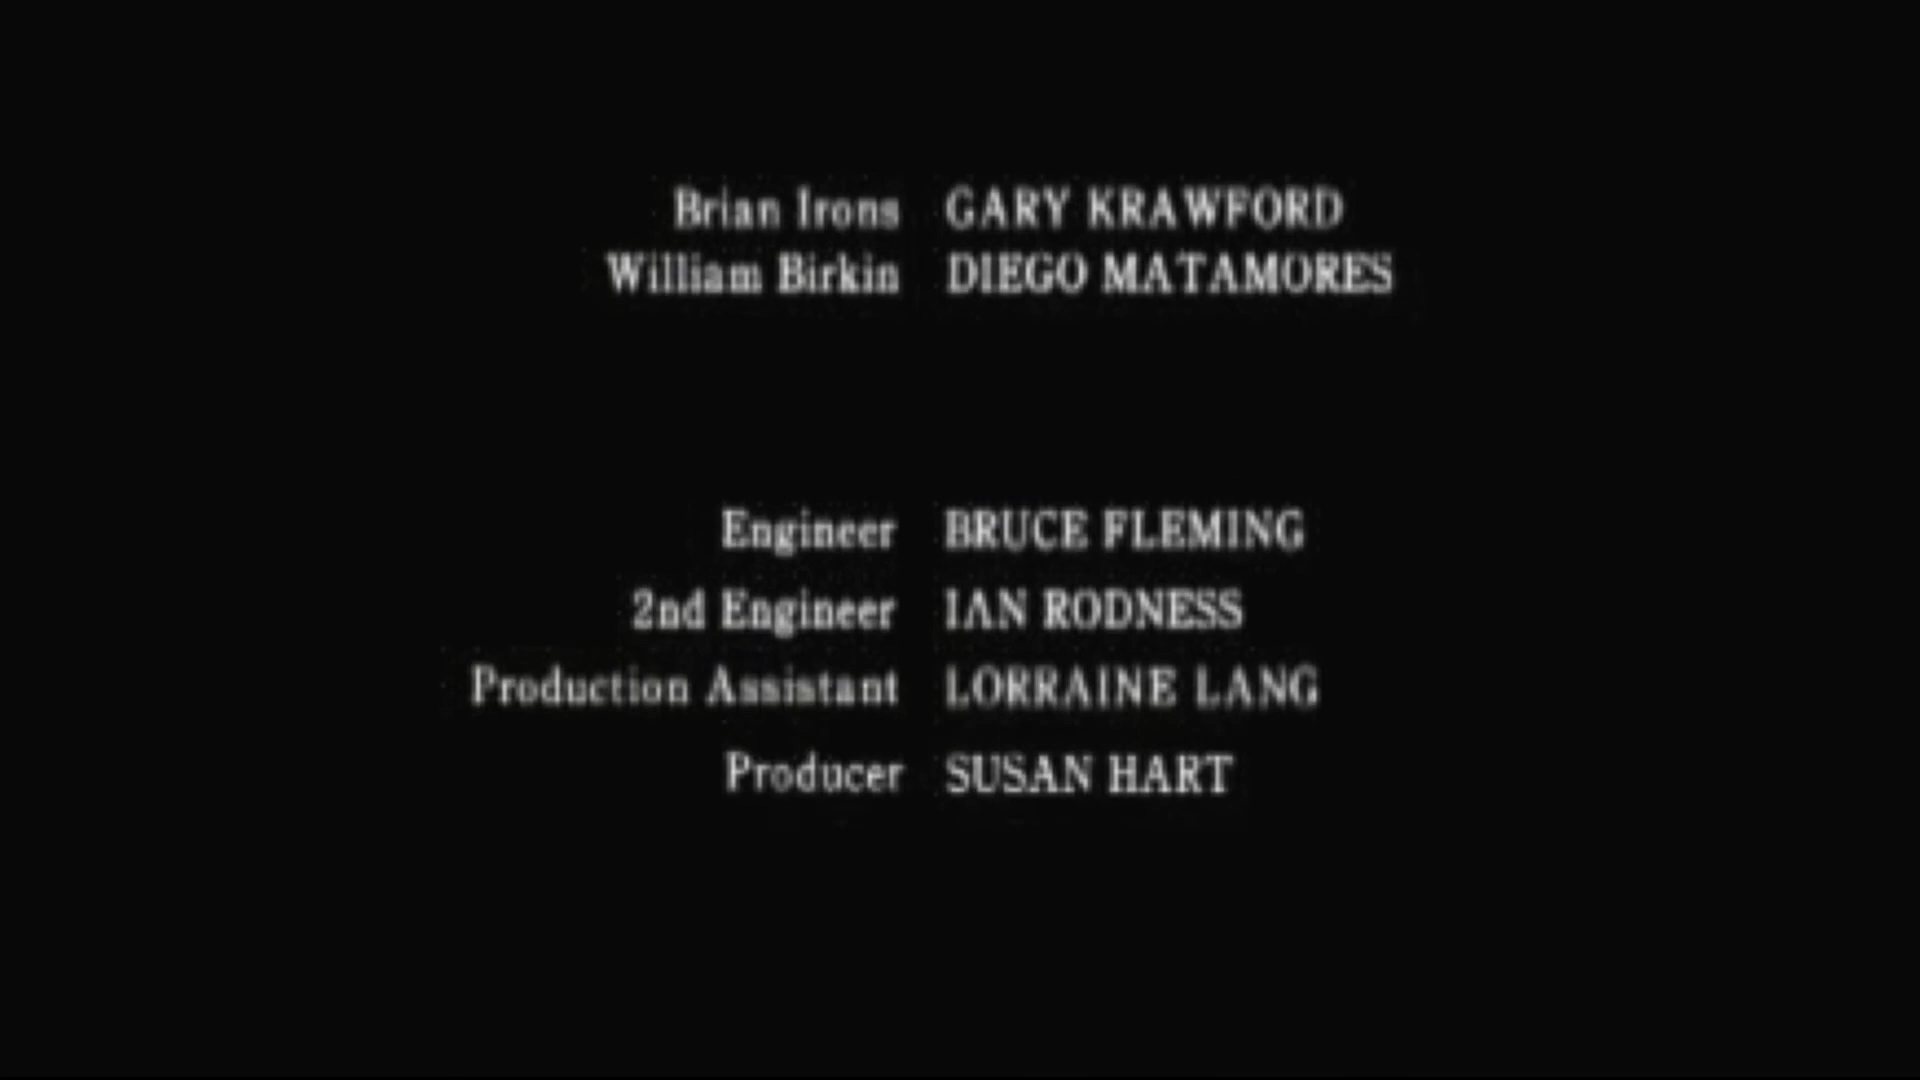 Brian Irons GARY KRAWFORD
William Birkin DIEGO MATAMORES
Engineer BRUCE FLEMING
2nd Engineer IAN RODNESS
Production Assistant LORRAINE LANG
Producer SUSAN HART